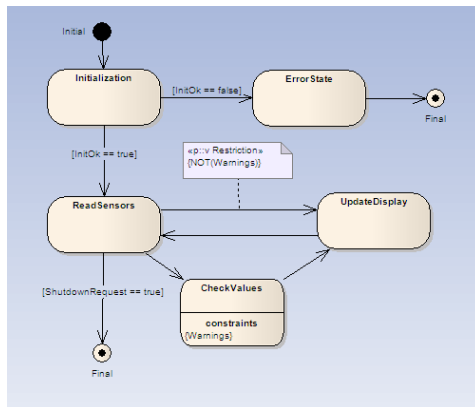 Initial
Initialization
[InitOk == false]
ErrorState
Final
[InitOk == true]
«p::v Restriction»
{NOT(Warnings)}
ReadSensors
UpdateDisplay
CheckValues
[ShutdownRequest == true]
constraints
{Warnings}
Final